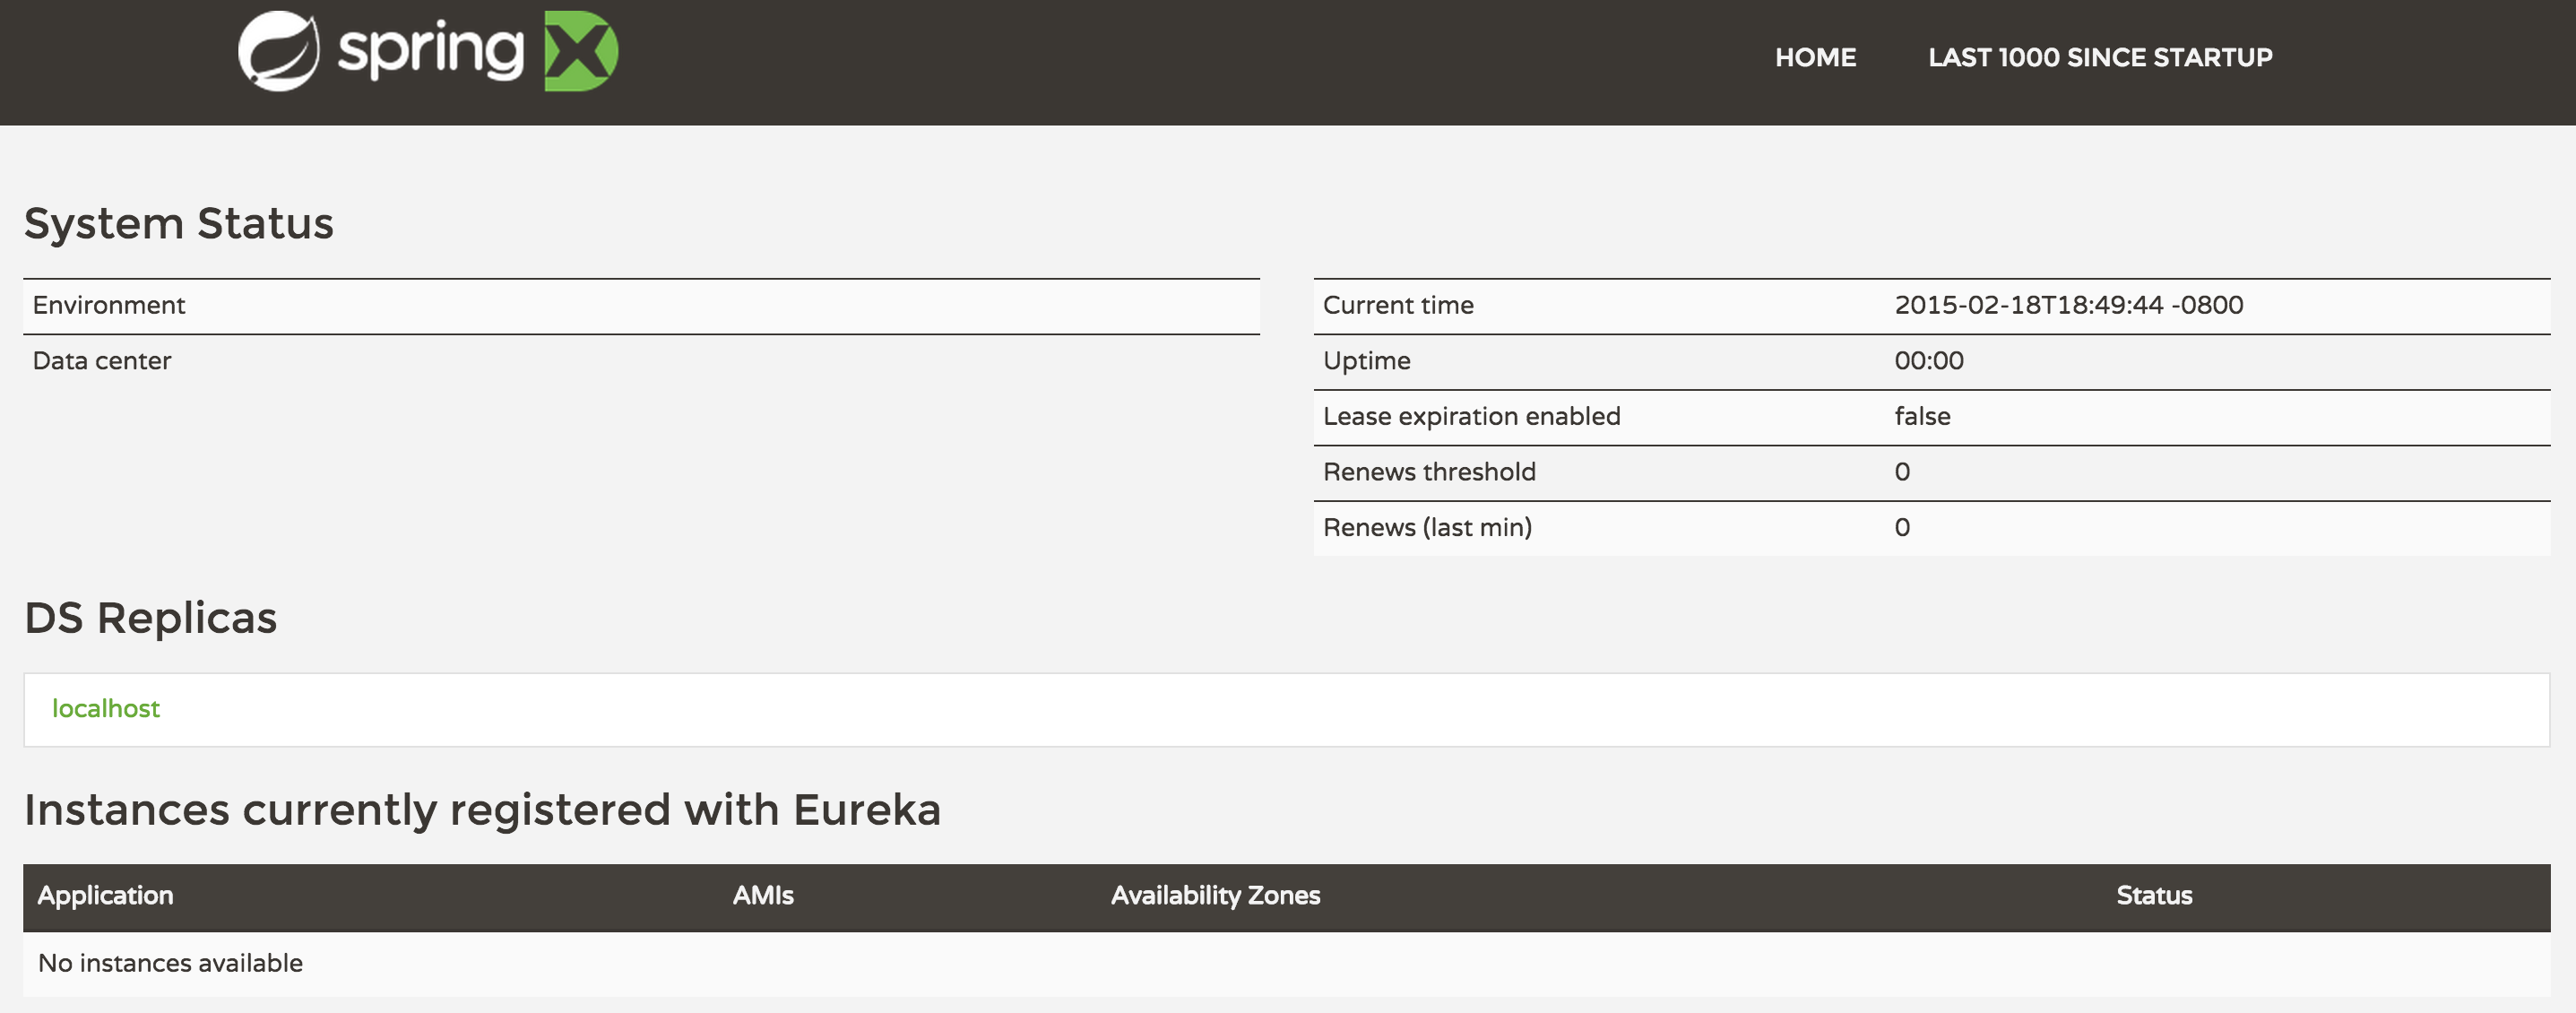 spring XD
HOME LAST 1000 SINCE STARTUP
System Status
Environment
Data center
Current time 2015-02-18T18:49:44 -0800
Uptime 00:00
Lease expiration enabled false
Renews threshold 0
Renews (last min) 0
DS Replicas
localhost
Instances currently registered with Eureka
Application AMIs Availability Zones Status
No instances available